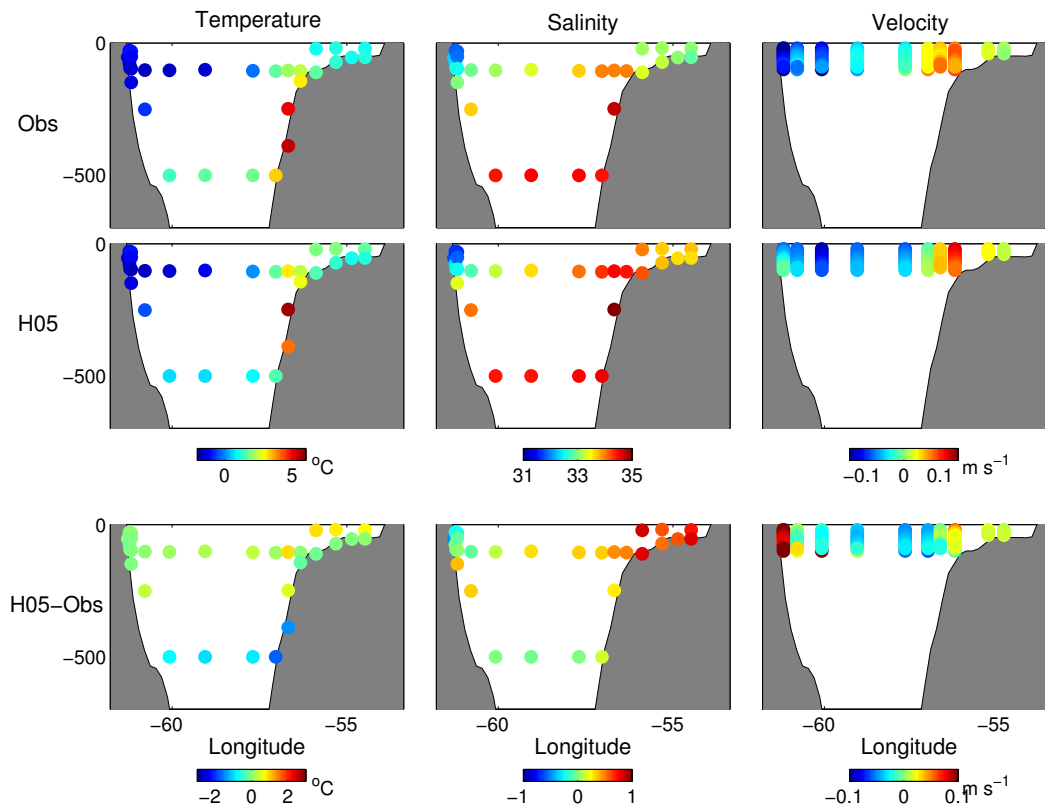 Temperature Salinity Velocity
0
Obs
−500
0
H05
−500
0 5 °C 31 33 35 −0.1 0 0.1 m s⁻¹
0
H05−Obs
−500
−60 −55 −60 −55 −60 −55
Longitude Longitude Longitude
−2 0 2 °C −1 0 1 −0.1 0 0.1 m s⁻¹